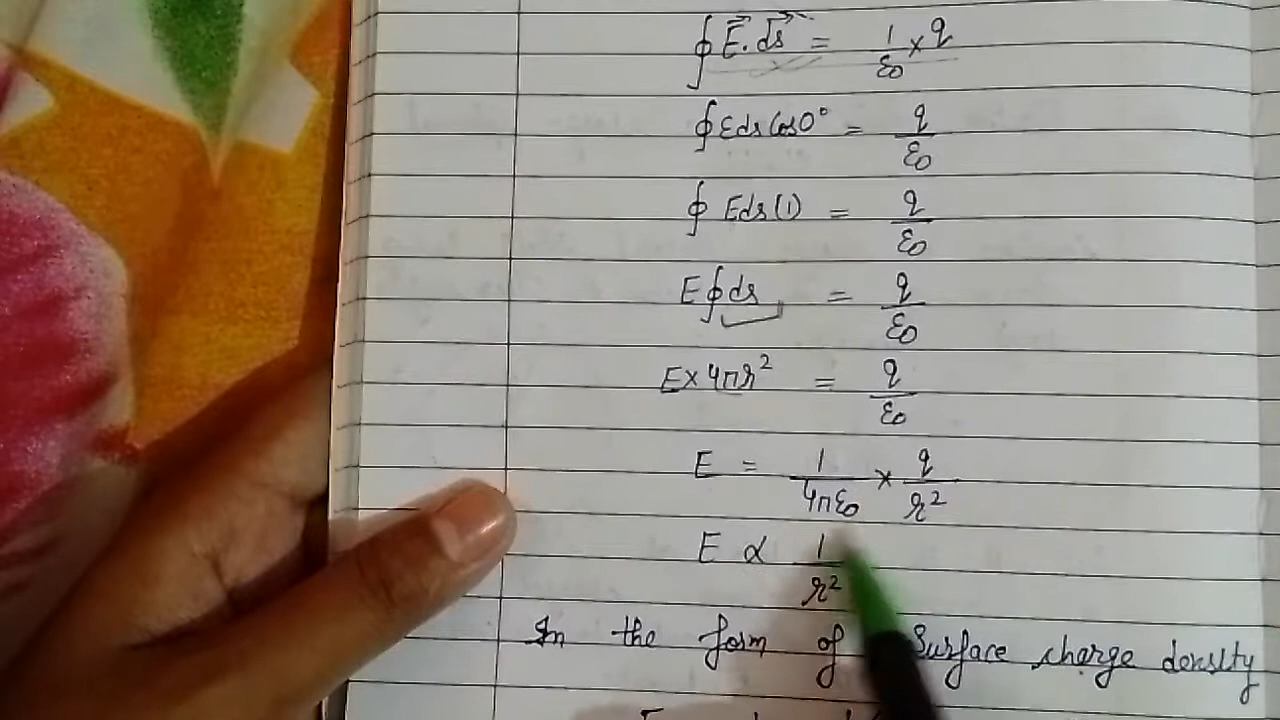 ∮ E⃗.ds⃗ = 1/ε0 × q
∮ Eds Cos0° = q/ε0
∮ Eds(1) = q/ε0
E∮ds = q/ε0
E×4πr² = q/ε0
E = 1/4πε0 × q/r²
E ∝ 1/r²
In the form of Surface charge density